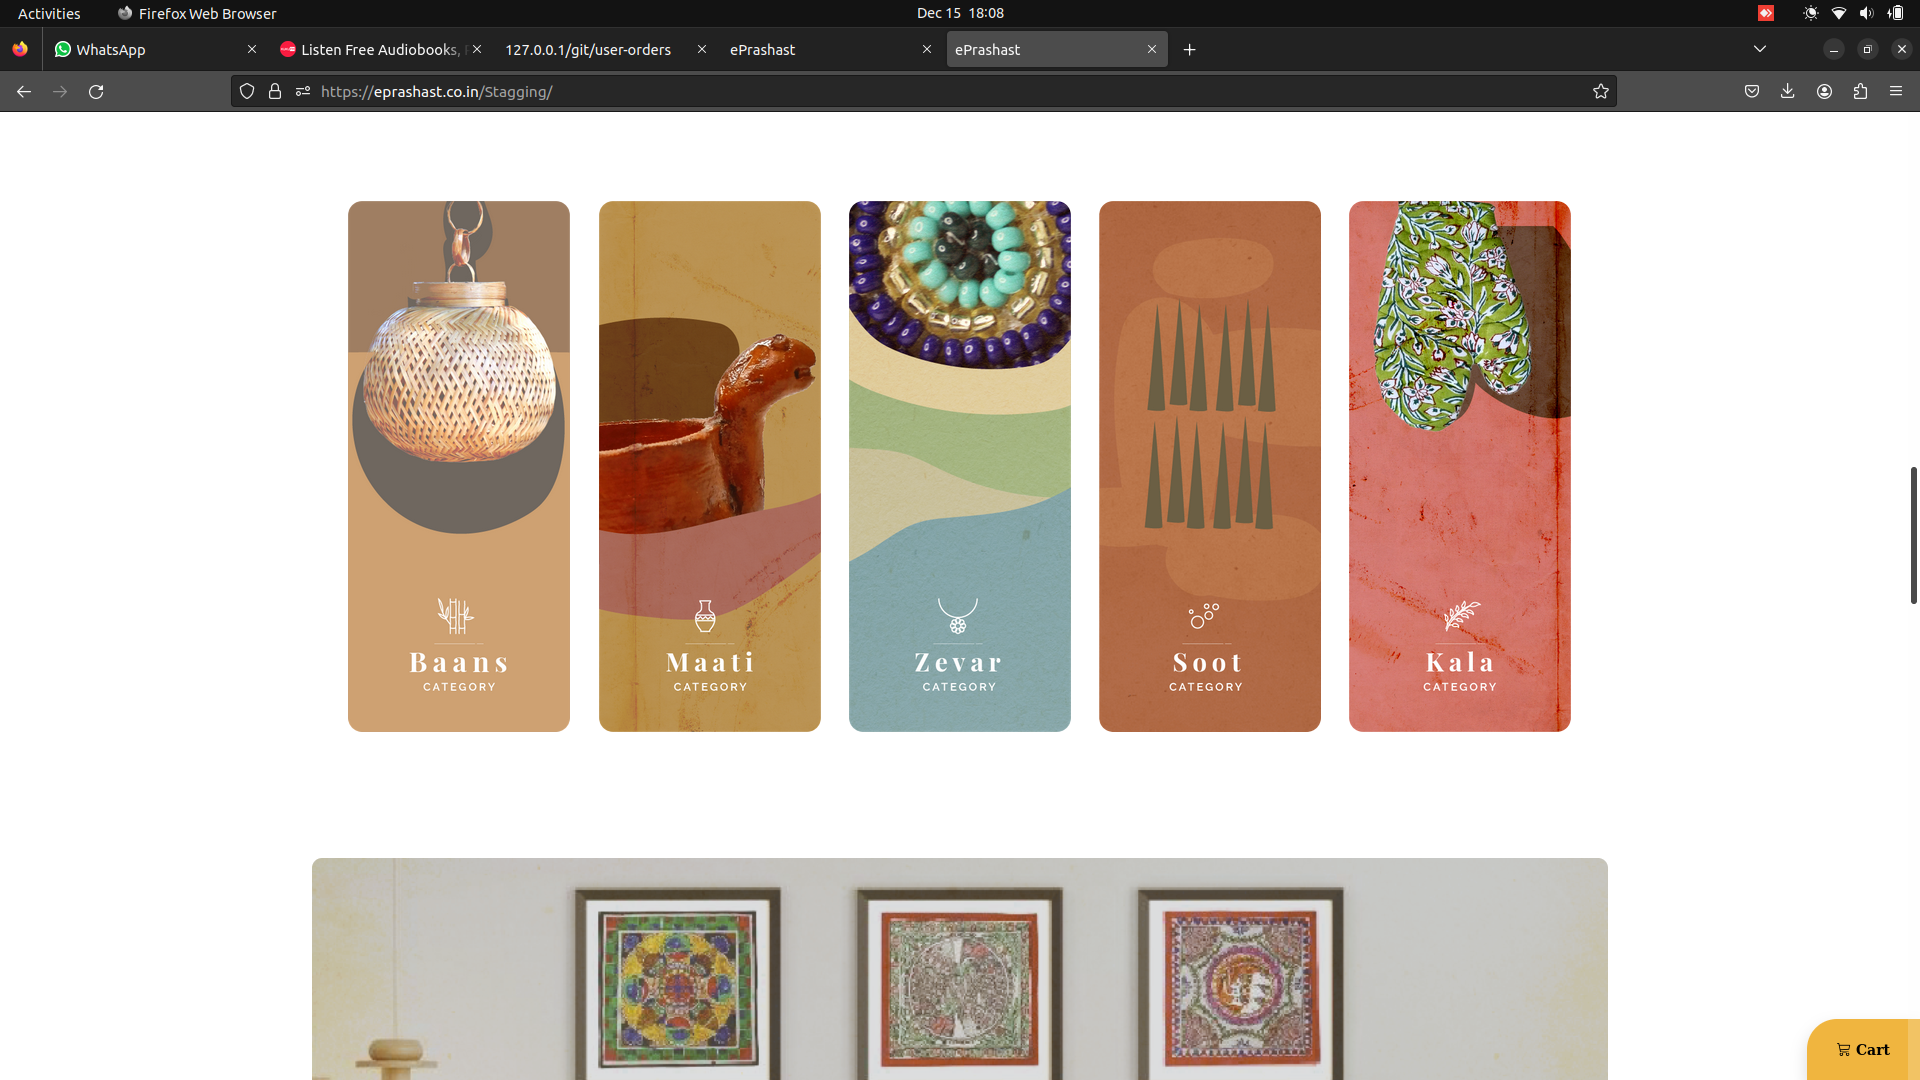 Activities
Firefox Web Browser
Dec 15 18:08
WhatsApp
Listen Free Audiobooks,
127.0.0.1/git/user-orders
ePrashast
ePrashast
https://eprashast.co.in/Stagging/
Baans
CATEGORY
Maati
CATEGORY
Zevar
CATEGORY
Soot
CATEGORY
Kala
CATEGORY
Cart